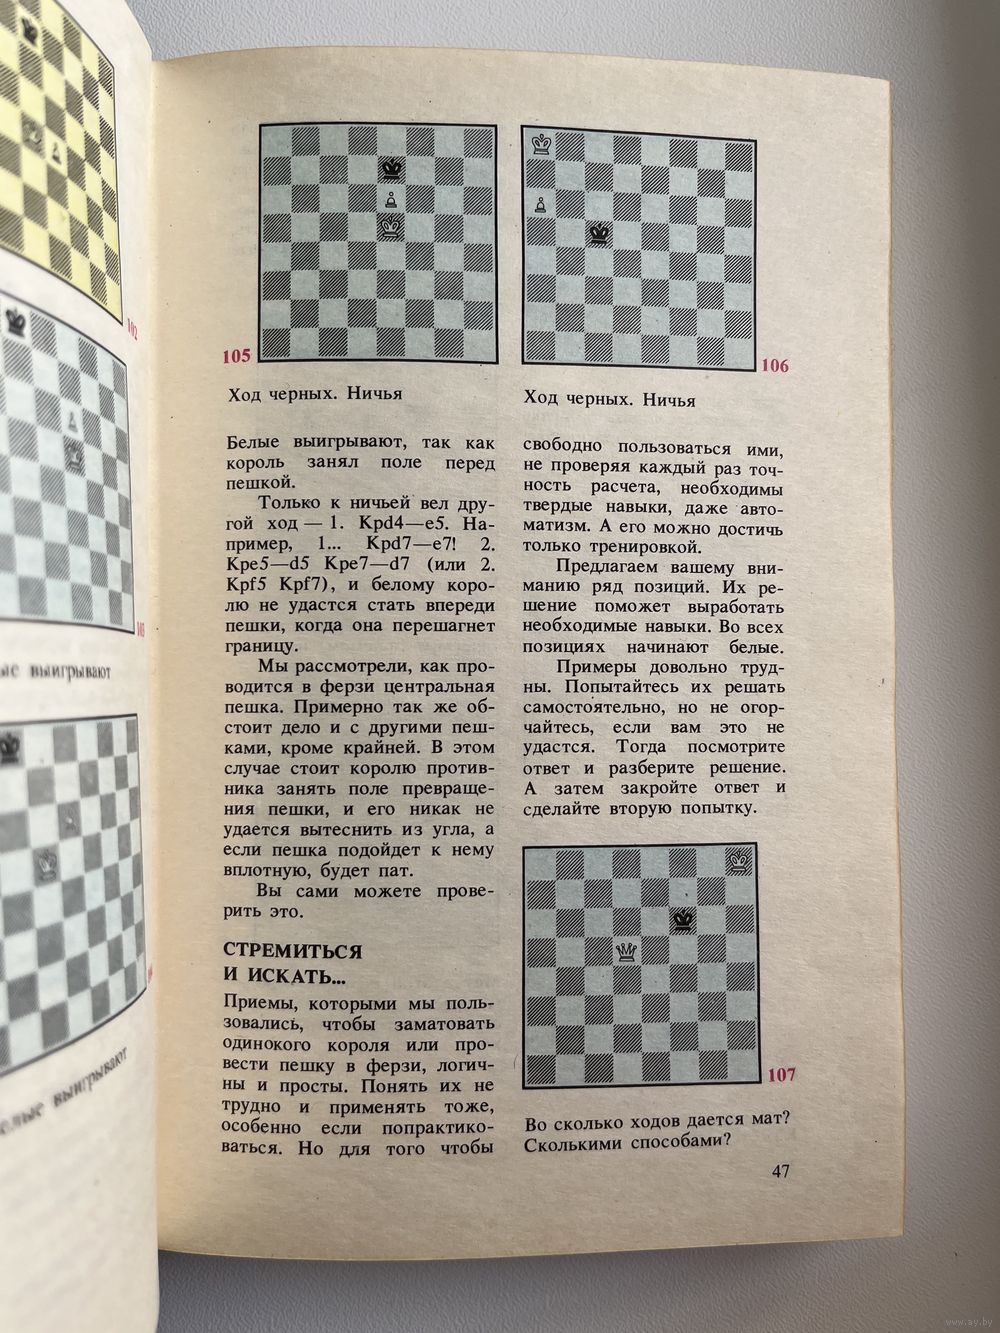 102
103
ые выигрывают
104
елые выигрывают
105
Ход черных. Ничья
Белые выигрывают, так как
король занял поле перед
пешкой.
Только к ничьей вел дру-
гой ход — 1. Крd4—e5. На-
пример, 1... Крd7—e7! 2.
Кре5—d5 Кре7—d7 (или 2.
Крf5 Крf7), и белому коро-
лю не удастся стать впереди
пешки, когда она перешагнет
границу.
Мы рассмотрели, как про-
водится в ферзи центральная
пешка. Примерно так же об-
стоит дело и с другими пеш-
ками, кроме крайней. В этом
случае стоит королю против-
ника занять поле превраще-
ния пешки, и его никак не
удается вытеснить из угла, а
если пешка подойдет к нему
вплотную, будет пат.
Вы сами можете прове-
рить это.
СТРЕМИТЬСЯ
И ИСКАТЬ...
Приемы, которыми мы поль-
зовались, чтобы заматовать
одинокого короля или про-
вести пешку в ферзи, логич-
ны и просты. Понять их не
трудно и применять тоже,
особенно если попрактико-
ваться. Но для того чтобы
106
Ход черных. Ничья
свободно пользоваться ими,
не проверяя каждый раз точ-
ность расчета, необходимы
твердые навыки, даже авто-
матизм. А его можно достичь
только тренировкой.
Предлагаем вашему вни-
манию ряд позиций. Их ре-
шение поможет выработать
необходимые навыки. Во всех
позициях начинают белые.
Примеры довольно труд-
ны. Попытайтесь их решать
самостоятельно, но не огор-
чайтесь, если вам это не
удастся. Тогда посмотрите
ответ и разберите решение.
А затем закройте ответ и
сделайте вторую попытку.
107
Во сколько ходов дается мат?
Сколькими способами?
47
www.ay.by